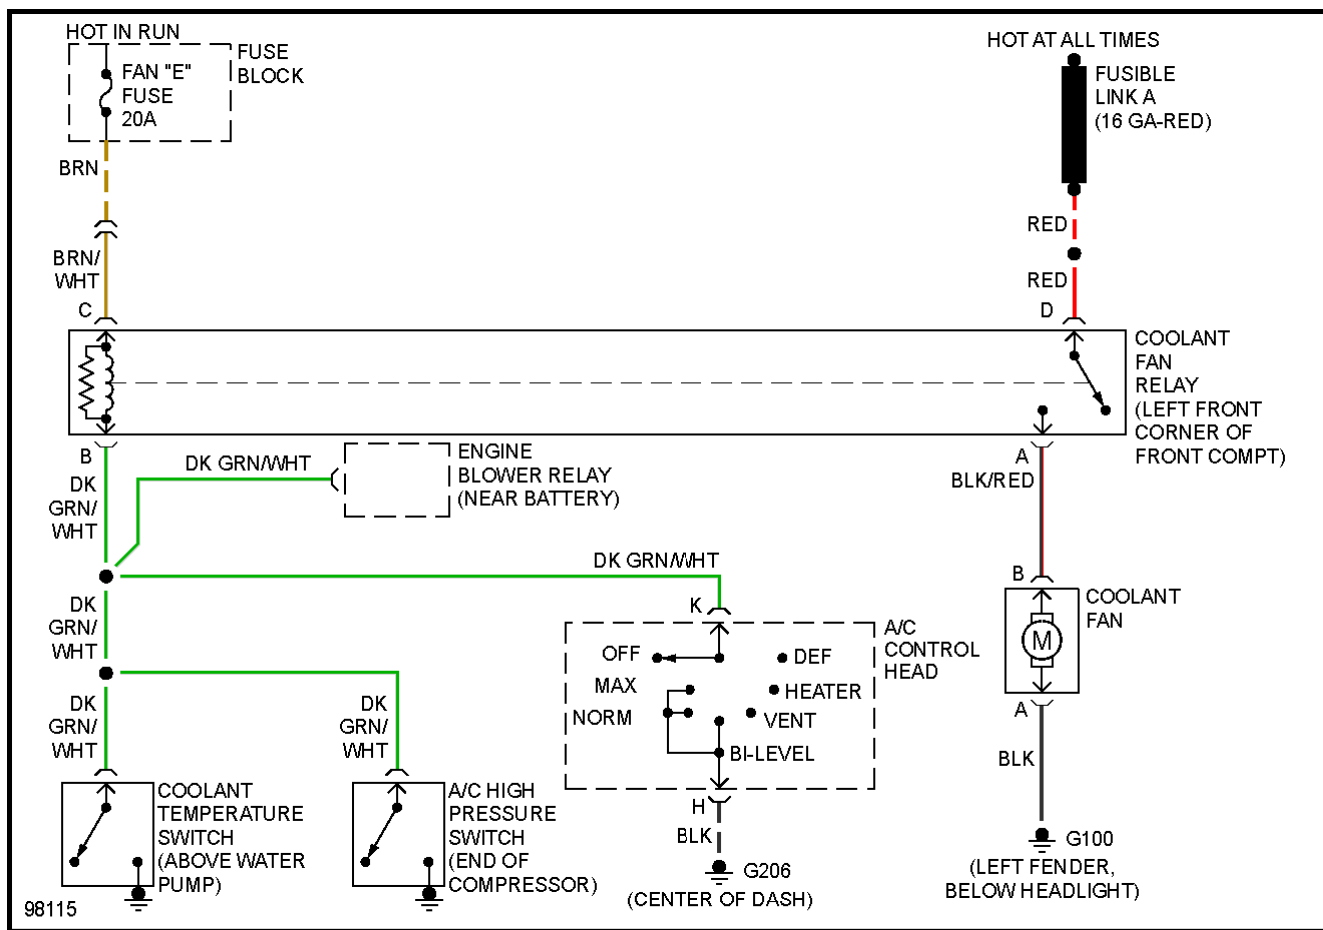 HOT IN RUN
FUSE
BLOCK
FAN "E"
FUSE
20A
BRN
BRN/
WHT
C
HOT AT ALL TIMES
FUSIBLE
LINK A
(16 GA-RED)
RED
RED
D
COOLANT
FAN
RELAY
(LEFT FRONT
CORNER OF
FRONT COMPT)
B
DK
GRN/
WHT
DK GRN/WHT
ENGINE
BLOWER RELAY
(NEAR BATTERY)
A
BLK/RED
DK GRN/WHT
DK
GRN/
WHT
K
A/C
CONTROL
HEAD
OFF
DEF
MAX
HEATER
NORM
VENT
BI-LEVEL
H
BLK
G206
(CENTER OF DASH)
B
COOLANT
FAN
M
A
BLK
G100
(LEFT FENDER,
BELOW HEADLIGHT)
DK
GRN/
WHT
DK
GRN/
WHT
COOLANT
TEMPERATURE
SWITCH
(ABOVE WATER
PUMP)
A/C HIGH
PRESSURE
SWITCH
(END OF
COMPRESSOR)
98115